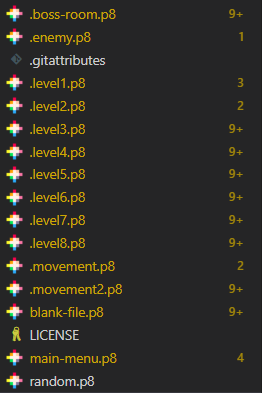 .boss-room.p8 9+
.enemy.p8 1
.gitattributes
.level1.p8 3
.level2.p8 2
.level3.p8 9+
.level4.p8 9+
.level5.p8 9+
.level6.p8 9+
.level7.p8 9+
.level8.p8 9+
.movement.p8 2
.movement2.p8 9+
blank-file.p8 9+
LICENSE
main-menu.p8 4
random.p8